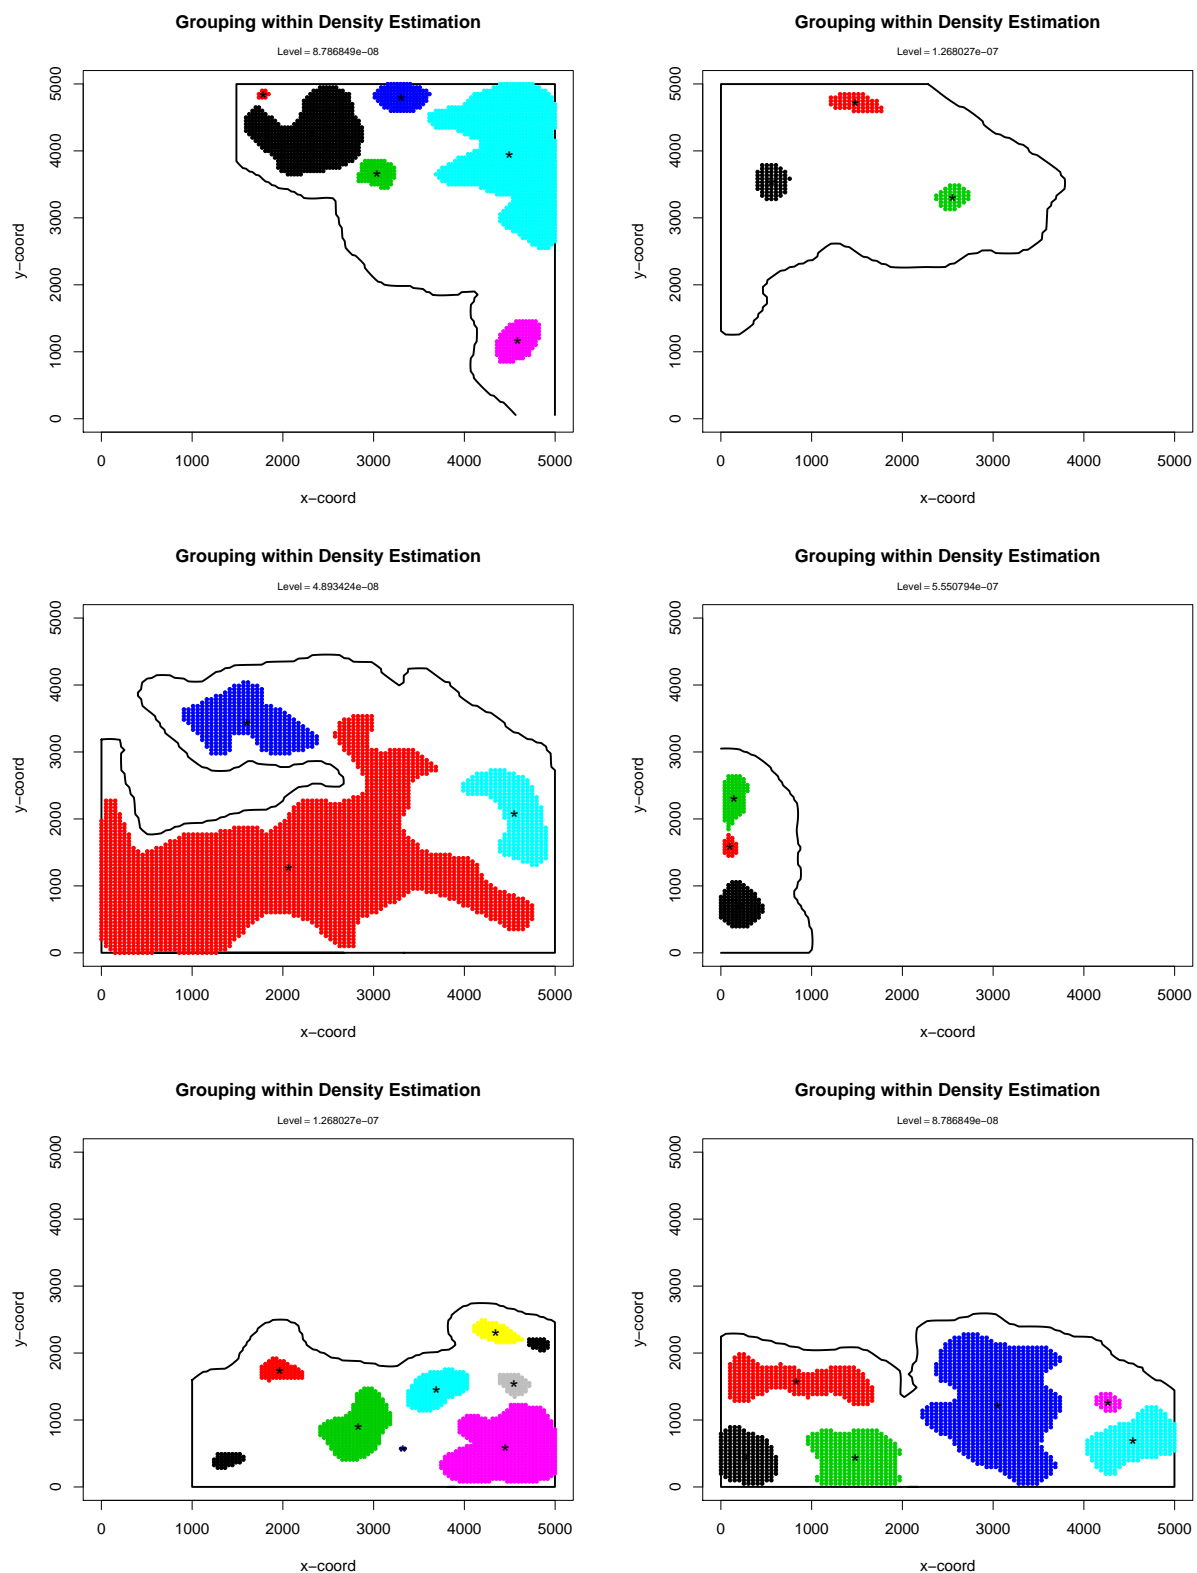 Grouping within Density Estimation
Level = 8.786849e−08
y−coord
0 1000 2000 3000 4000 5000
0 1000 2000 3000 4000 5000
x−coord
Grouping within Density Estimation
Level = 1.268027e−07
y−coord
0 1000 2000 3000 4000 5000
0 1000 2000 3000 4000 5000
x−coord
Grouping within Density Estimation
Level = 4.893424e−08
y−coord
0 1000 2000 3000 4000 5000
0 1000 2000 3000 4000 5000
x−coord
Grouping within Density Estimation
Level = 5.550794e−07
y−coord
0 1000 2000 3000 4000 5000
0 1000 2000 3000 4000 5000
x−coord
Grouping within Density Estimation
Level = 1.268027e−07
y−coord
0 1000 2000 3000 4000 5000
0 1000 2000 3000 4000 5000
x−coord
Grouping within Density Estimation
Level = 8.786849e−08
y−coord
0 1000 2000 3000 4000 5000
0 1000 2000 3000 4000 5000
x−coord